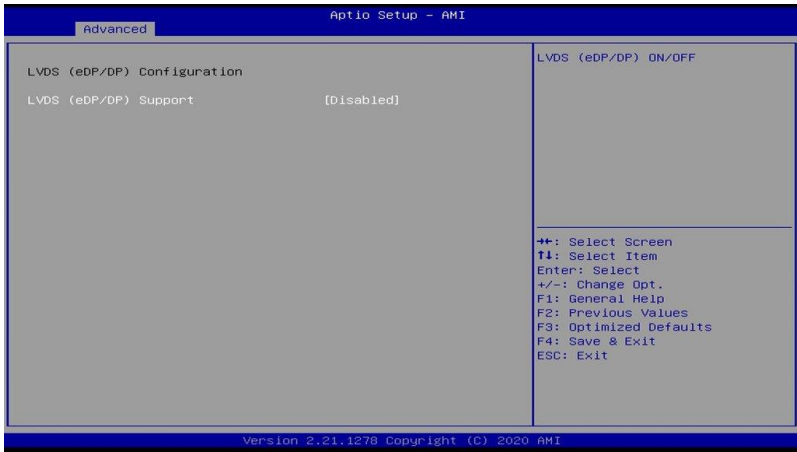 Aptio Setup - AMI
Advanced
LVDS (eDP/DP) Configuration
LVDS (eDP/DP) Support [Disabled]
LVDS (eDP/DP) ON/OFF
→←: Select Screen
↑↓: Select Item
Enter: Select
+/-: Change Opt.
F1: General Help
F2: Previous Values
F3: Optimized Defaults
F4: Save & Exit
ESC: Exit
Version 2.21.1278 Copyright (C) 2020 AMI